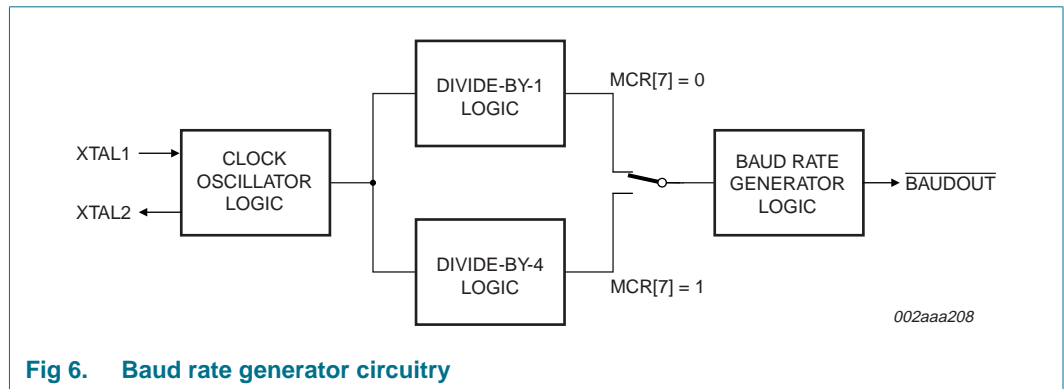 DIVIDE-BY-1
LOGIC
MCR[7] = 0
XTAL1
XTAL2
CLOCK
OSCILLATOR
LOGIC
BAUD RATE
GENERATOR
LOGIC
BAUDOUT
DIVIDE-BY-4
LOGIC
MCR[7] = 1
002aaa208
Fig 6. Baud rate generator circuitry